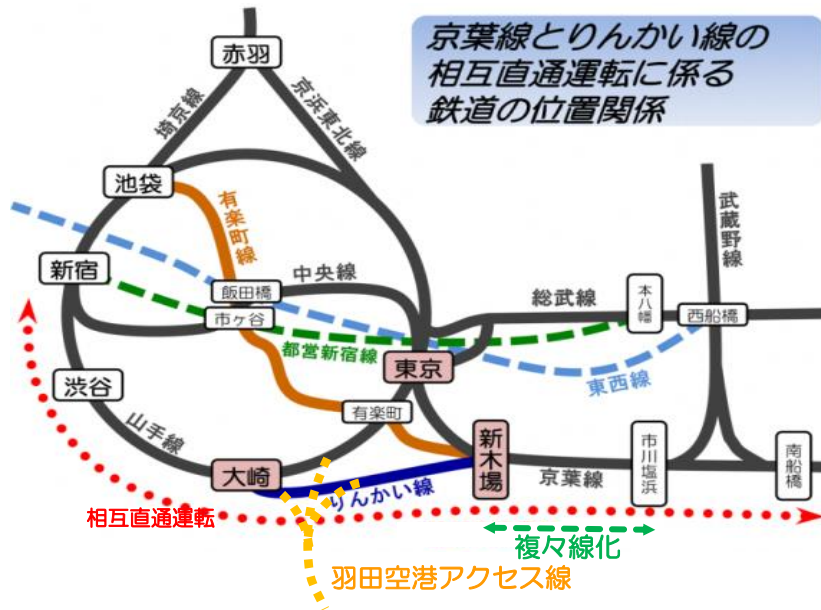 京葉線とりんかい線の
相互直通運転に係る
鉄道の位置関係
赤羽
埼京線
京浜東北線
池袋
有楽町線
武蔵野線
新宿
飯田橋
中央線
市ヶ谷
総武線
本八幡
西船橋
都営新宿線
東京
東西線
渋谷
有楽町
山手線
新木場
大崎
りんかい線
京葉線
市川塩浜
南船橋
相互直通運転
複々線化
羽田空港アクセス線